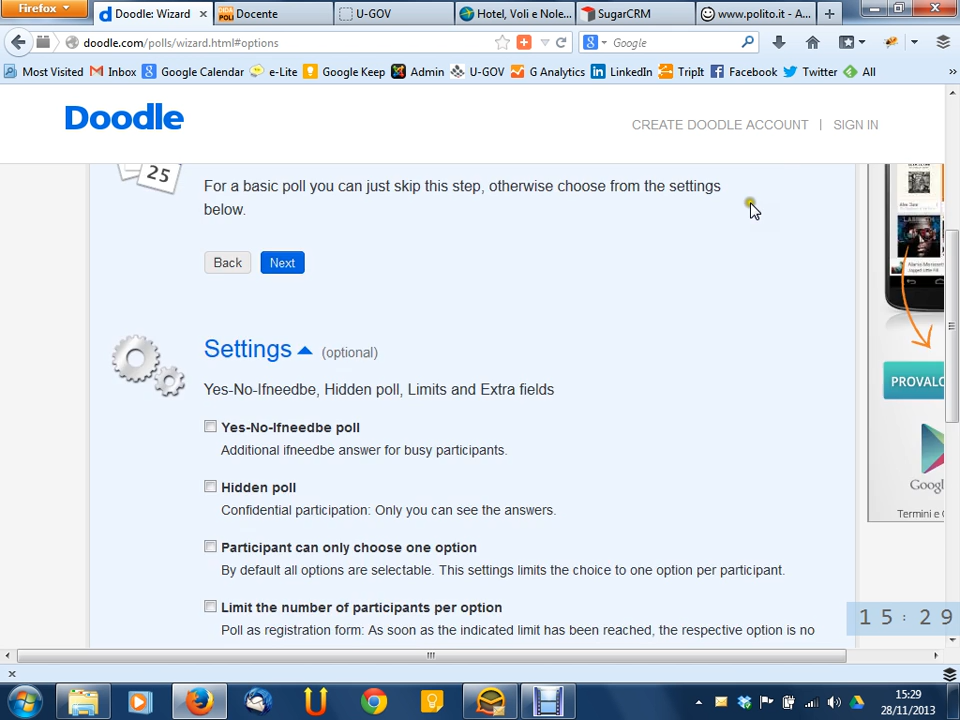 Firefox
Doodle: Wizard
Docente
U-GOV
Hotel, Voli e Nole...
SugarCRM
www.polito.it - A...
doodle.com/polls/wizard.html#options
Google
Most Visited
Inbox
Google Calendar
e-Lite
Google Keep
Admin
U-GOV
G Analytics
LinkedIn
TripIt
Facebook
Twitter
All
Doodle
CREATE DOODLE ACCOUNT | SIGN IN
25
For a basic poll you can just skip this step, otherwise choose from the settings
below.
Back
Next
Settings (optional)
Yes-No-Ifneedbe, Hidden poll, Limits and Extra fields
PROVALO
Yes-No-Ifneedbe poll
Additional ifneedbe answer for busy participants.
Hidden poll
Confidential participation: Only you can see the answers.
Googl
Termini e C
Participant can only choose one option
By default all options are selectable. This settings limits the choice to one option per participant.
Limit the number of participants per option
Poll as registration form: As soon as the indicated limit has been reached, the respective option is no
15:29
15:29
28/11/2013